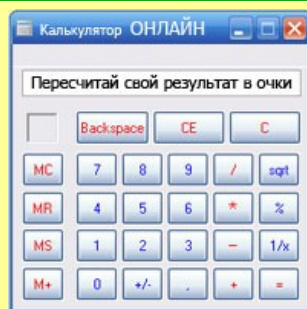 Калькулятор ОНЛАЙН
Пересчитай свой результат в очки
Backspace CE C
MC 7 8 9 / sqrt
MR 4 5 6 * %
MS 1 2 3 - 1/x
M+ 0 +/- , + =